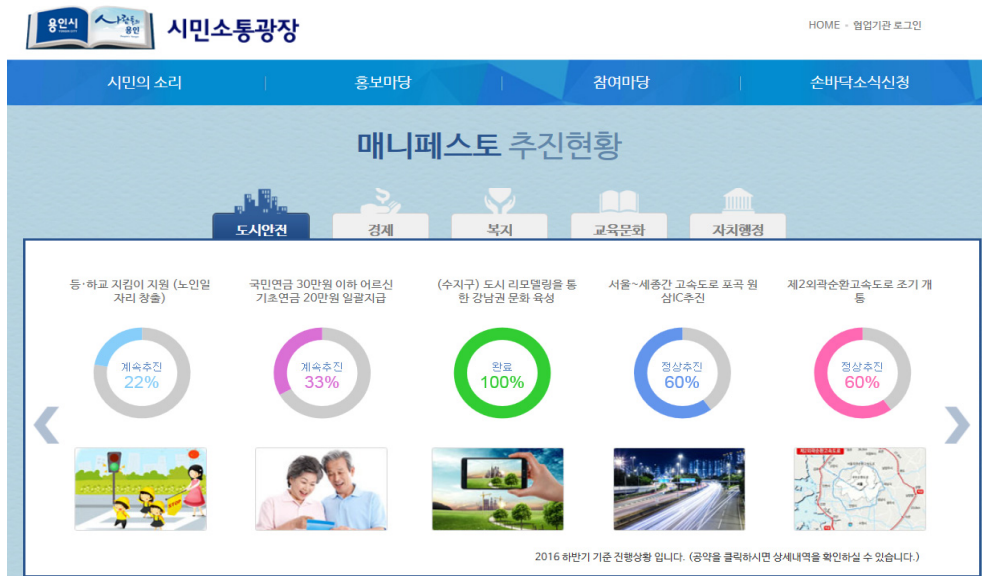 용인시
사람들의
용인
시민소통광장
HOME - 협업기관 로그인
시민의 소리
홍보마당
참여마당
손바닥소식신청
매니페스토 추진현황
도시안전
경제
복지
교육문화
자치행정
등·하교 지킴이 지원 (노인일
자리 창출)
국민연금 30만원 이하 어르신
기초연금 20만원 일괄지급
(수지구) 도시 리모델링을 통
한 강남권 문화 육성
서울~세종간 고속도로 포곡 원
삼IC추진
제2외곽순환고속도로 조기 개
통
계속추진
22%
계속추진
33%
완료
100%
정상추진
60%
정상추진
60%
제2외곽순환고속도로
2016 하반기 기준 진행상황 입니다. (공약을 클릭하시면 상세내역을 확인하실 수 있습니다.)